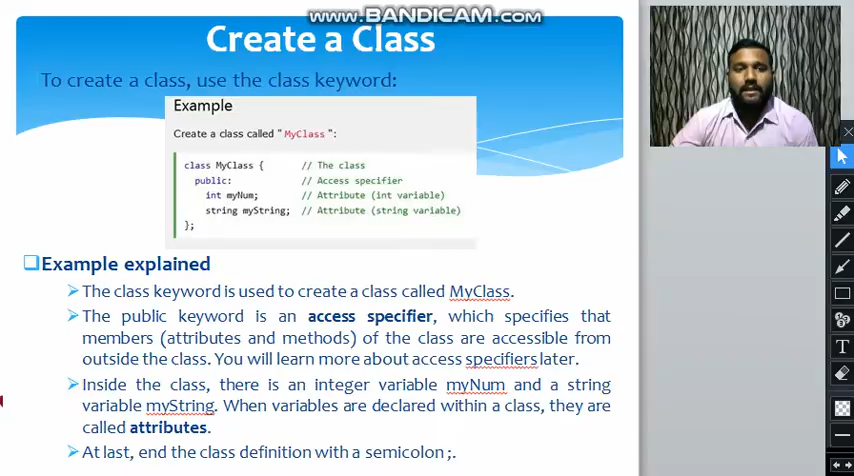 www.BANDICAM.com
Create a Class
To create a class, use the class keyword:
Example
Create a class called "MyClass":
class MyClass { // The class
public: // Access specifier
int myNum; // Attribute (int variable)
string myString; // Attribute (string variable)
};
Example explained
The class keyword is used to create a class called MyClass.
The public keyword is an access specifier, which specifies that
members (attributes and methods) of the class are accessible from
outside the class. You will learn more about access specifiers later.
Inside the class, there is an integer variable myNum and a string
variable myString. When variables are declared within a class, they are
called attributes.
At last, end the class definition with a semicolon ;.
T